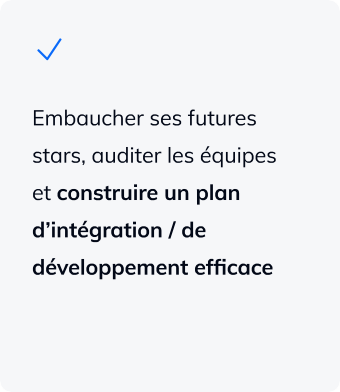 Embaucher ses futures
stars, auditer les équipes
et construire un plan
d’intégration / de
développement efficace